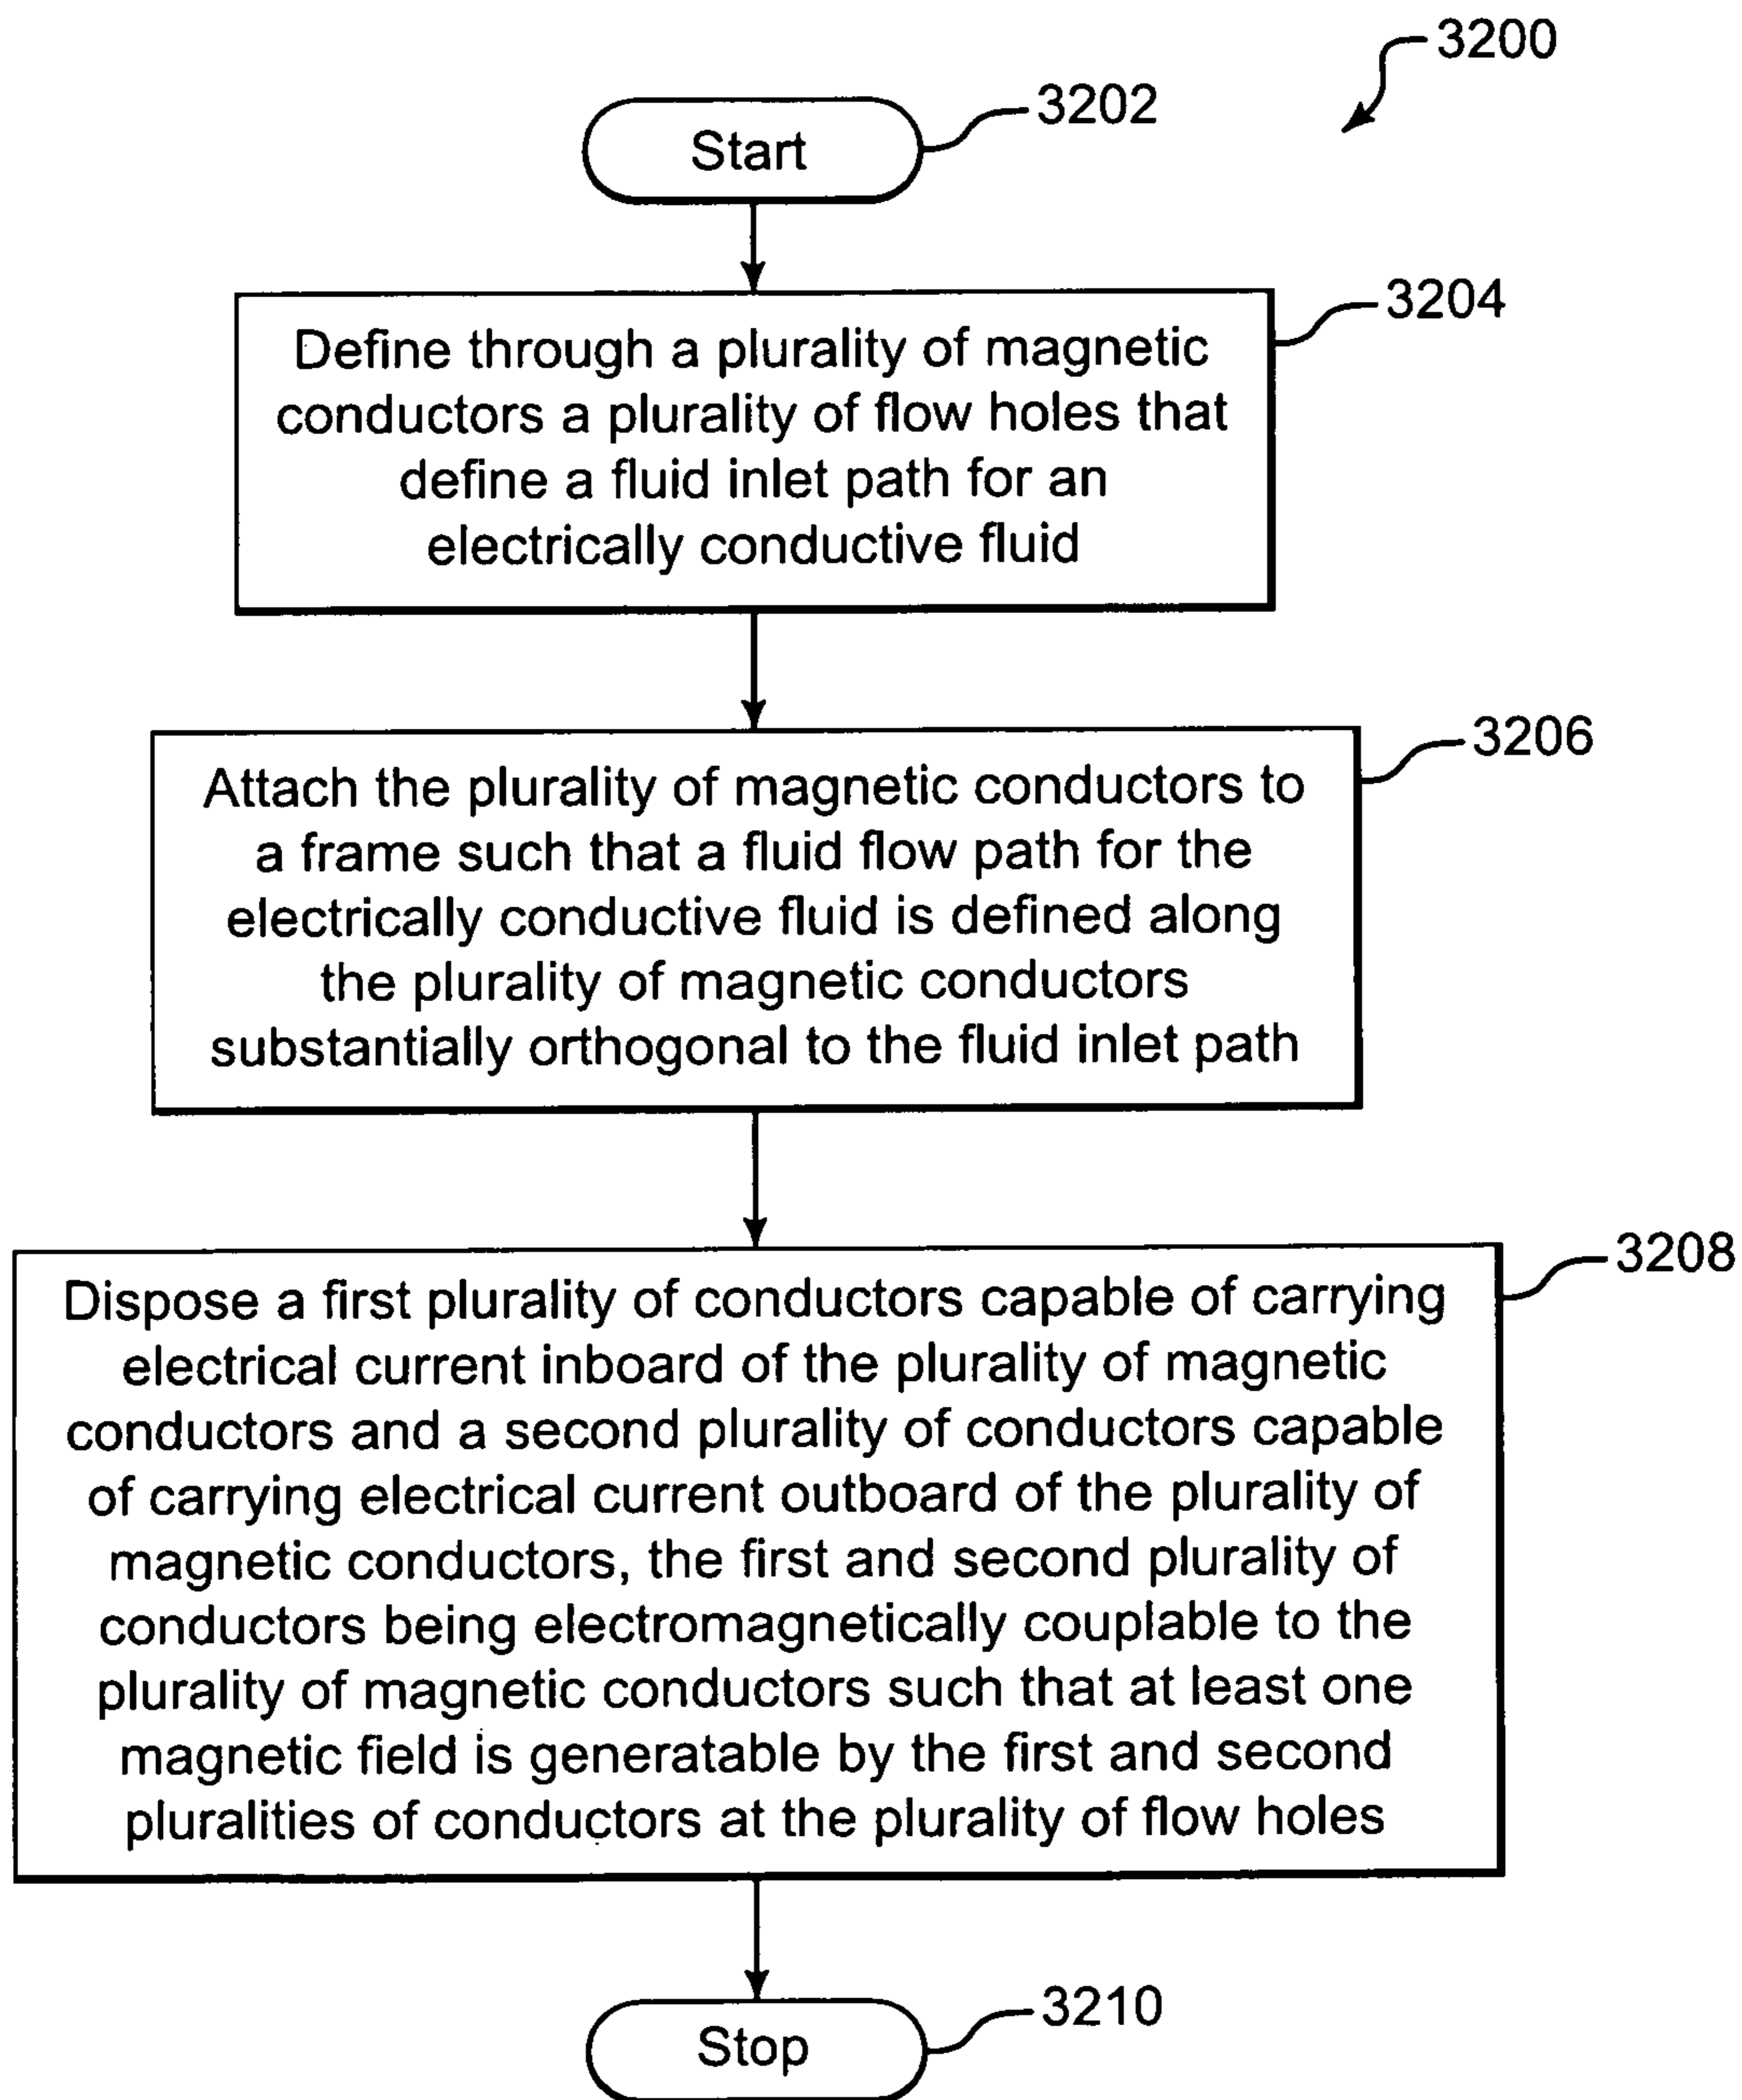 3200
3202
Start
3204
Define through a plurality of magnetic
conductors a plurality of flow holes that
define a fluid inlet path for an
electrically conductive fluid
3206
Attach the plurality of magnetic conductors to
a frame such that a fluid flow path for the
electrically conductive fluid is defined along
the plurality of magnetic conductors
substantially orthogonal to the fluid inlet path
3208
Dispose a first plurality of conductors capable of carrying
electrical current inboard of the plurality of magnetic
conductors and a second plurality of conductors capable
of carrying electrical current outboard of the plurality of
magnetic conductors, the first and second plurality of
conductors being electromagnetically couplable to the
plurality of magnetic conductors such that at least one
magnetic field is generatable by the first and second
pluralities of conductors at the plurality of flow holes
3210
Stop